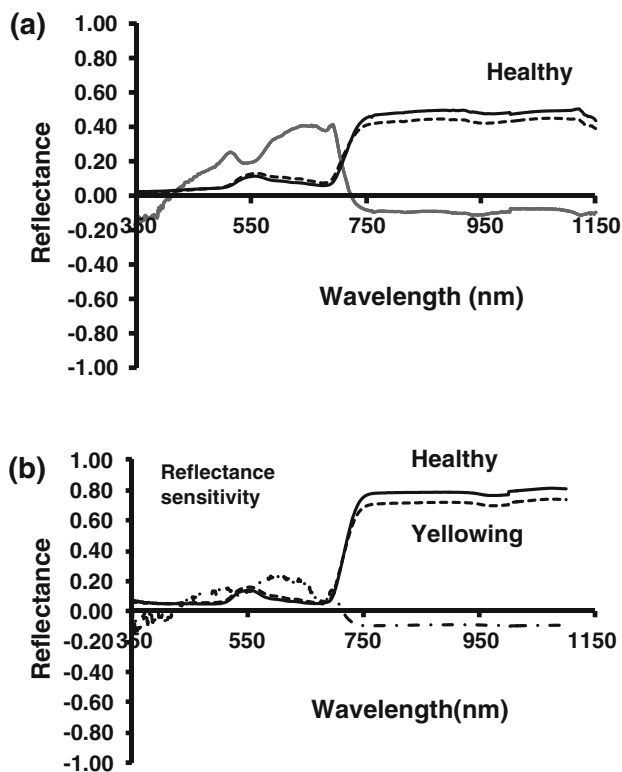 (a)
1.00
0.80
0.60
0.40
0.20
0.00
-0.20
-0.40
-0.60
-0.80
-1.00
350
550
750
950
1150
Healthy
Reflectance
Wavelength (nm)
(b)
1.00
0.80
0.60
0.40
0.20
0.00
-0.20
-0.40
-0.60
-0.80
-1.00
350
550
750
950
1150
Reflectance
sensitivity
Healthy
Yellowing
Reflectance
Wavelength(nm)